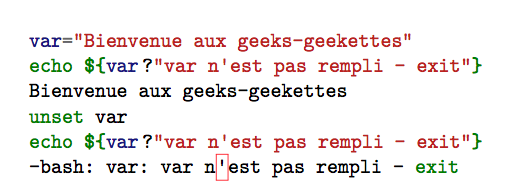 var="Bienvenue aux geeks-geekettes"
echo ${var?"var n'est pas rempli - exit"}
Bienvenue aux geeks-geekettes
unset var
echo ${var?"var n'est pas rempli - exit"}
-bash: var: var n'est pas rempli - exit